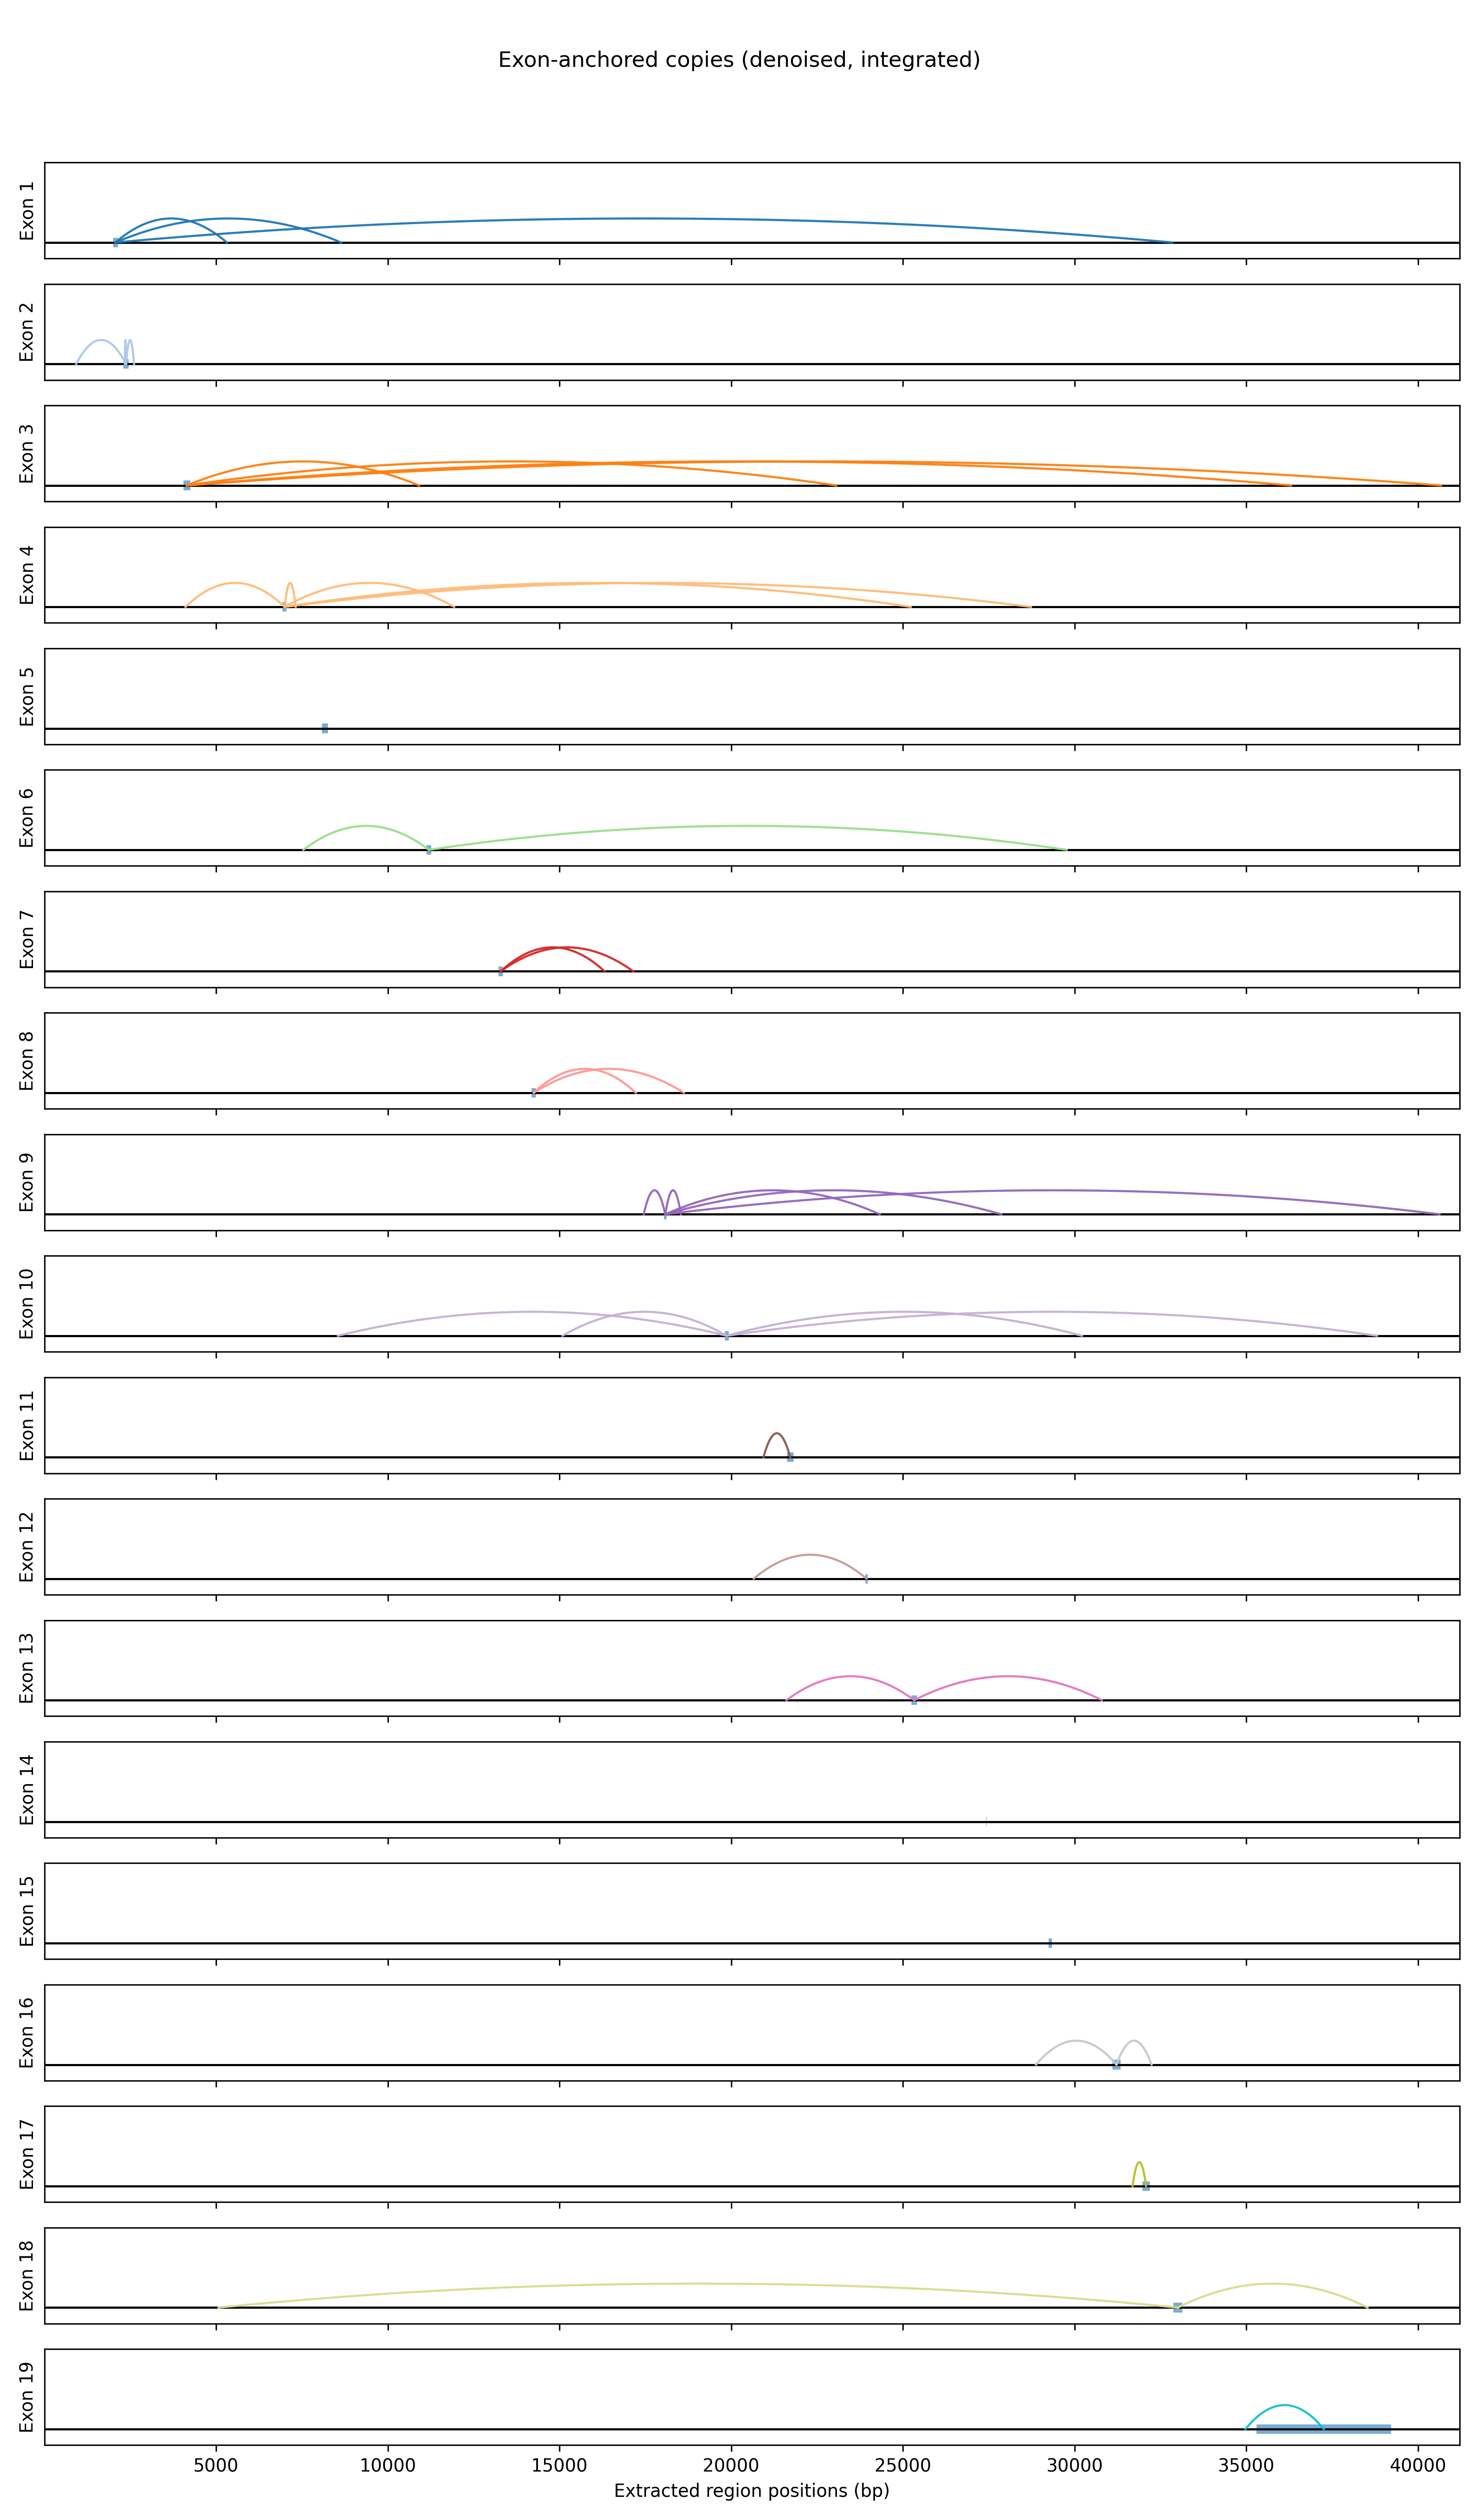 Exon-anchored copies (denoised, integrated)
Exon 1
Exon 2
Exon 3
Exon 4
Exon 5
Exon 6
Exon 7
Exon 8
Exon 9
Exon 10
Exon 11
Exon 12
Exon 13
Exon 14
Exon 15
Exon 16
Exon 17
Exon 18
Exon 19
5000 10000 15000 20000 25000 30000 35000 40000
Extracted region positions (bp)